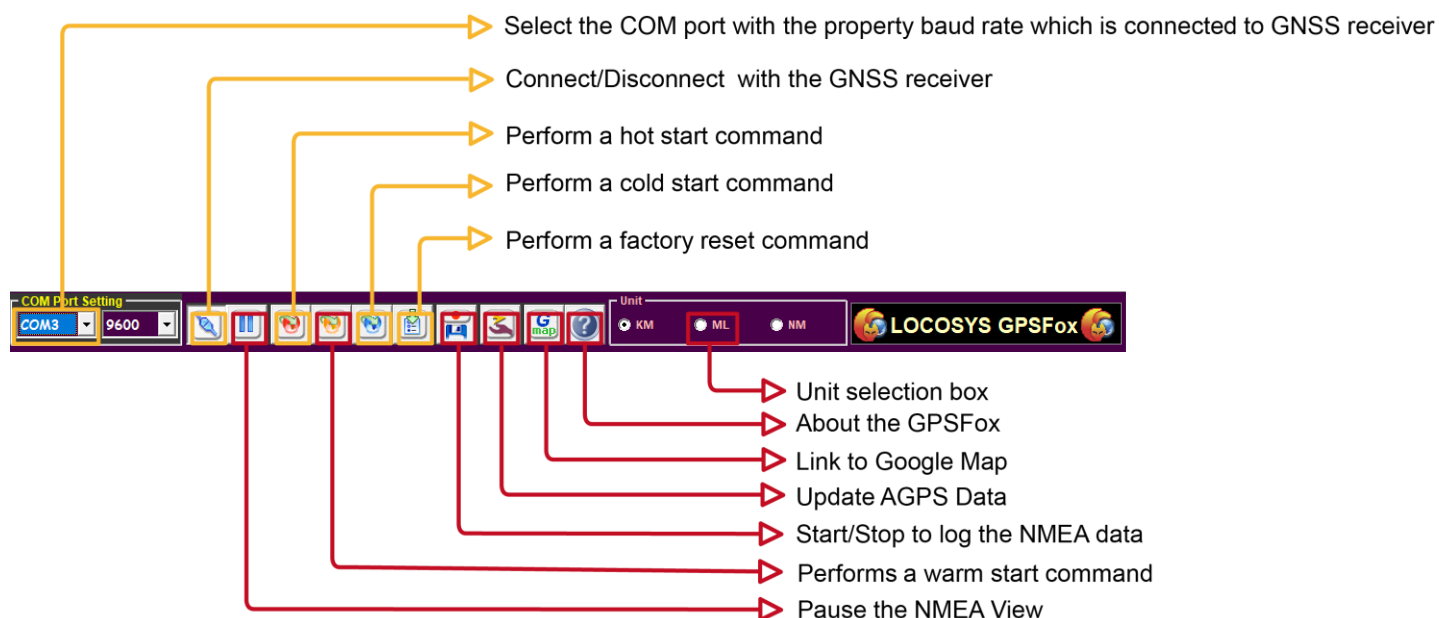 Select the COM port with the property baud rate which is connected to GNSS receiver
Connect/Disconnect with the GNSS receiver
Perform a hot start command
Perform a cold start command
Perform a factory reset command
COM Port Setting
COM3 9600
G map
?
Unit
KM ML NM
LOCOSYS GPSFox
Unit selection box
About the GPSFox
Link to Google Map
Update AGPS Data
Start/Stop to log the NMEA data
Performs a warm start command
Pause the NMEA View